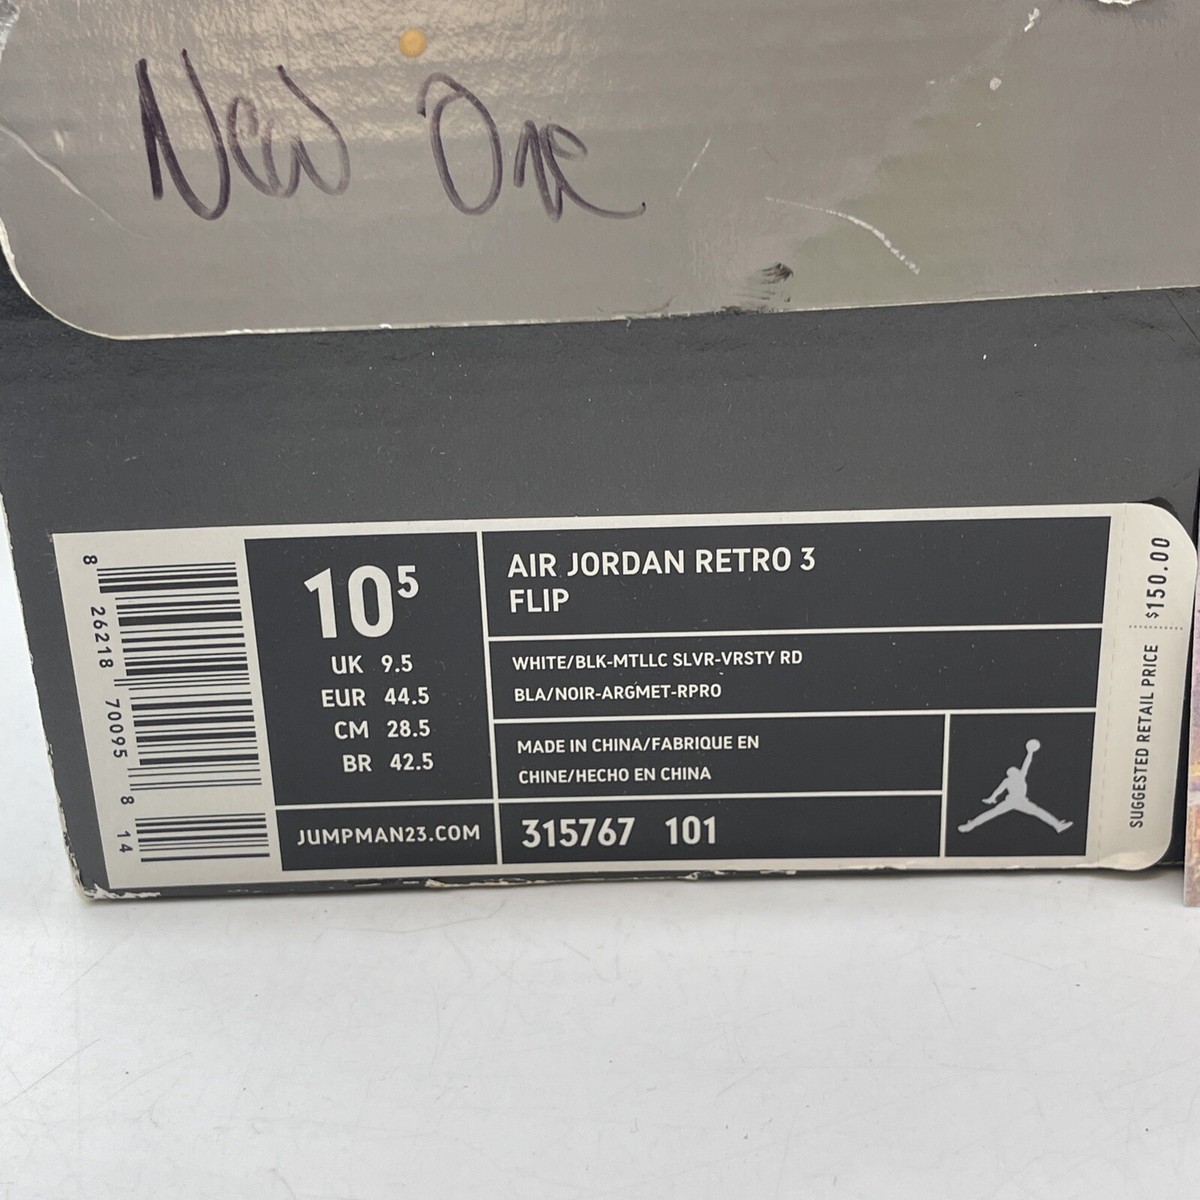 New One
8 26218 70095 8 14
10⁵
UK 9.5
EUR 44.5
CM 28.5
BR 42.5
JUMPMAN23.COM
AIR JORDAN RETRO 3
FLIP
WHITE/BLK-MTLLC SLVR-VRSTY RD
BLA/NOIR-ARGMET-RPRO
MADE IN CHINA/FABRIQUE EN
CHINE/HECHO EN CHINA
315767 101
SUGGESTED RETAIL PRICE $150.00